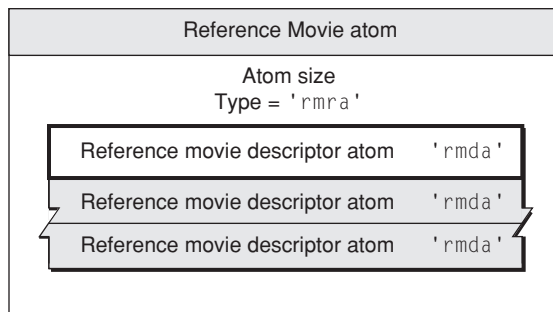 Reference Movie atom
Atom size
Type = 'rmra'
Reference movie descriptor atom 'rmda'
Reference movie descriptor atom 'rmda'
Reference movie descriptor atom 'rmda'